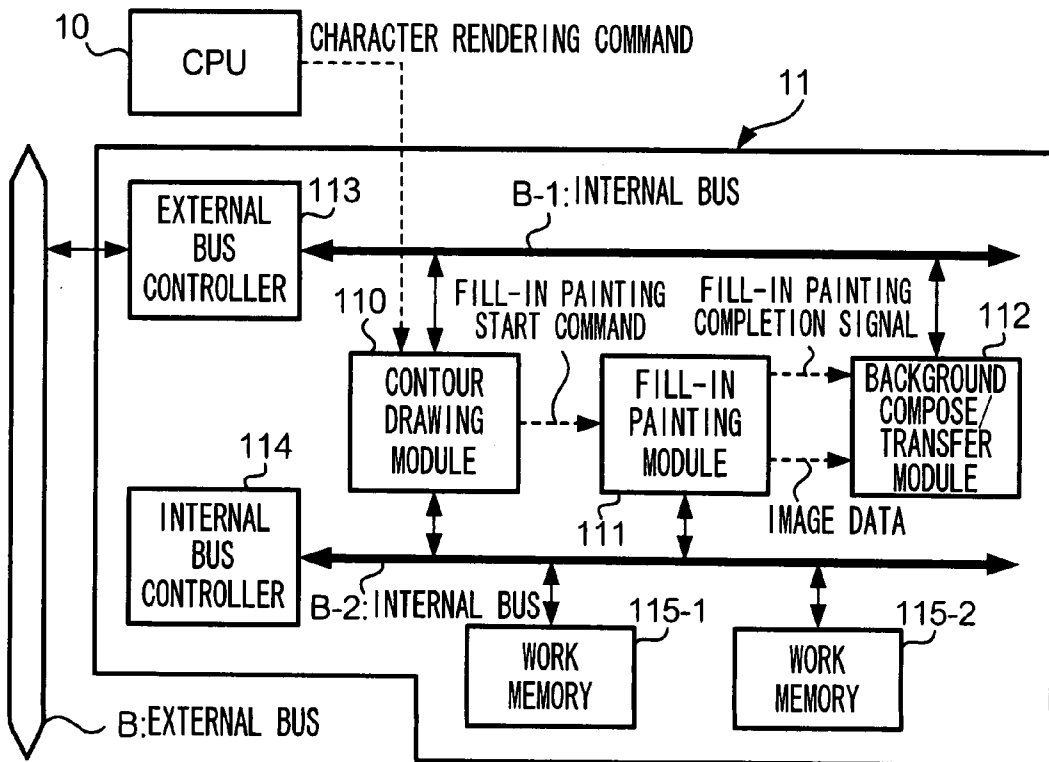 10
CPU
CHARACTER RENDERING COMMAND
11
113
EXTERNAL
BUS
CONTROLLER
B-1: INTERNAL BUS
110
FILL-IN PAINTING
START COMMAND
FILL-IN PAINTING
COMPLETION SIGNAL
112
CONTOUR
DRAWING
MODULE
FILL-IN
PAINTING
MODULE
BACKGROUND
COMPOSE/
TRANSFER
MODULE
114
INTERNAL
BUS
CONTROLLER
111
IMAGE DATA
B-2: INTERNAL BUS
115-1
WORK
MEMORY
115-2
WORK
MEMORY
B:EXTERNAL BUS